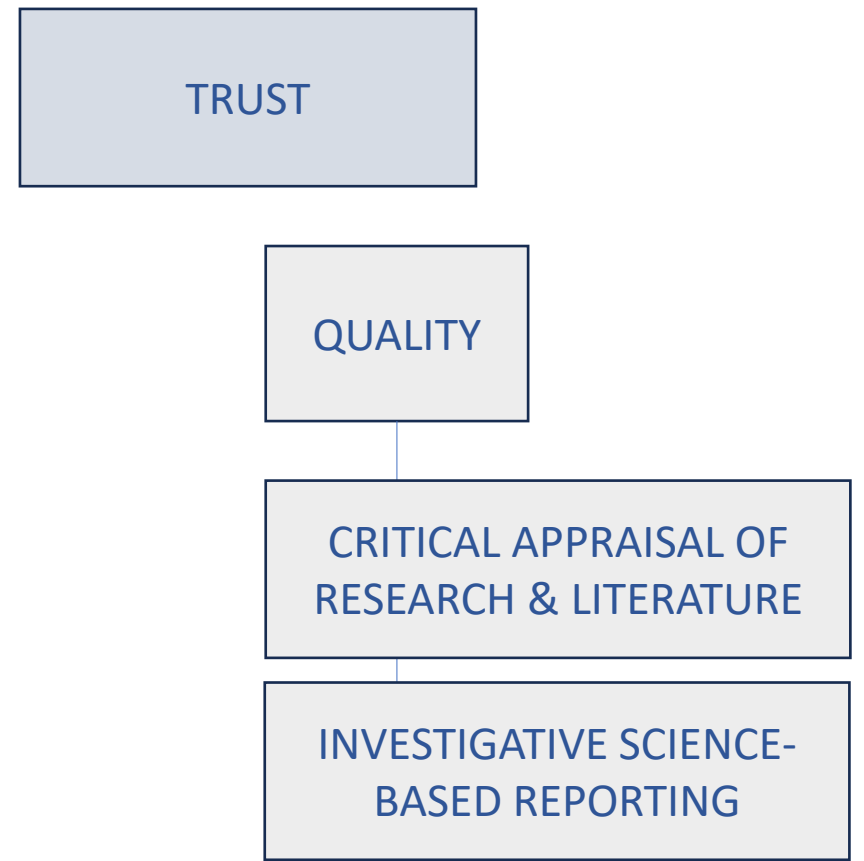 TRUST
QUALITY
CRITICAL APPRAISAL OF
RESEARCH & LITERATURE
INVESTIGATIVE SCIENCE-
BASED REPORTING